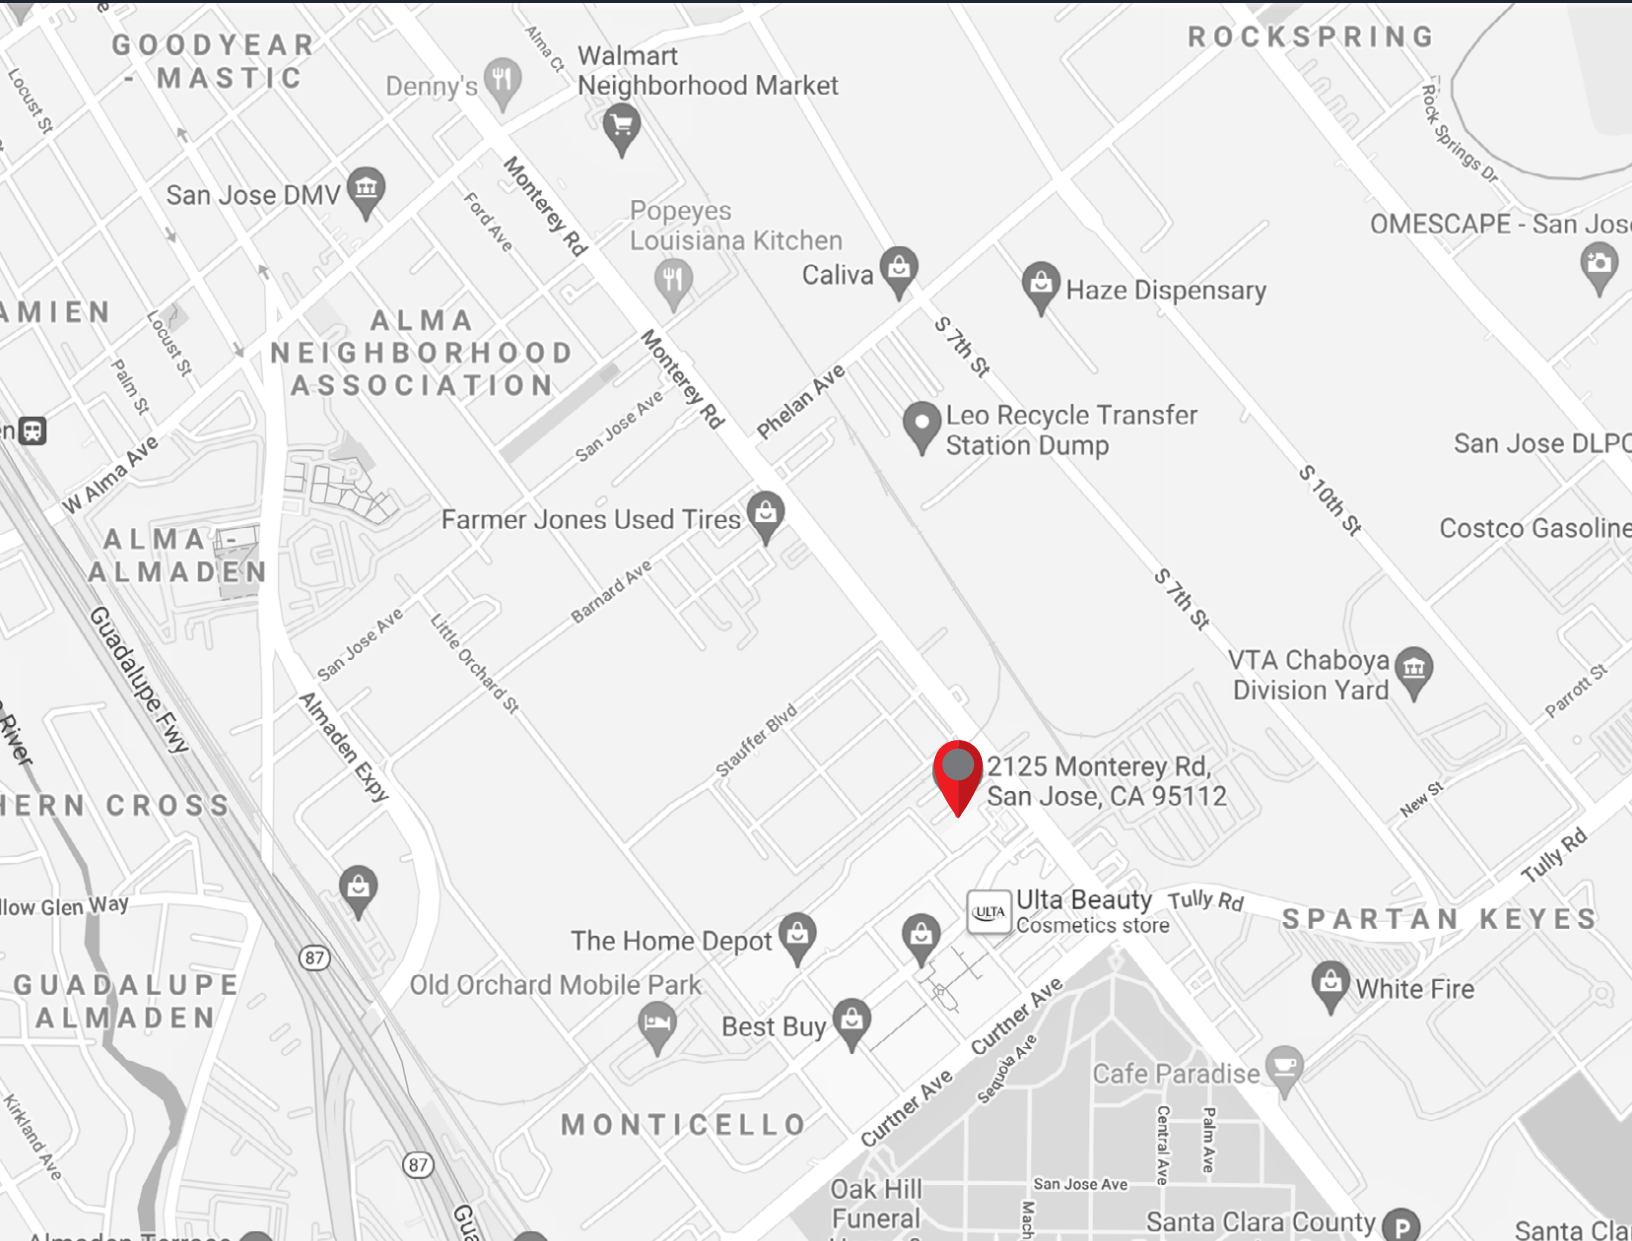 GOODYEAR
- MASTIC
Locust St
Alma Ct
Walmart
Neighborhood Market
Denny's
ROCKSPRING
Rock Springs Dr
San Jose DMV
Monterey Rd
Ford Ave
Popeyes
Louisiana Kitchen
Caliva
Haze Dispensary
OMESCAPE - San Jos
AMIEN
Locust St
Palm St
ALMA
NEIGHBORHOOD
ASSOCIATION
Monterey Rd
S 7th St
Phelan Ave
San Jose Ave
Leo Recycle Transfer
Station Dump
San Jose DLPC
W Alma Ave
S 10th St
Costco Gasoline
Farmer Jones Used Tires
ALMA -
ALMADEN
Barnard Ave
S 7th St
Guadalupe Fwy
San Jose Ave
Little Orchard St
VTA Chaboya
Division Yard
Parrott St
River
Almaden Expy
Stauffer Blvd
2125 Monterey Rd,
San Jose, CA 95112
New St
HERN CROSS
Tully Rd
llow Glen Way
ULTA
Ulta Beauty
Cosmetics store
Tully Rd
SPARTAN KEYES
The Home Depot
87
GUADALUPE
ALMADEN
Old Orchard Mobile Park
White Fire
Best Buy
Curtner Ave
Sequoia Ave
Cafe Paradise
Curtner Ave
MONTICELLO
Kirkland Ave
Central Ave
Palm Ave
87
San Jose Ave
Oak Hill
Funeral
Mach
Gua
Santa Clara County
P
Santa Cla